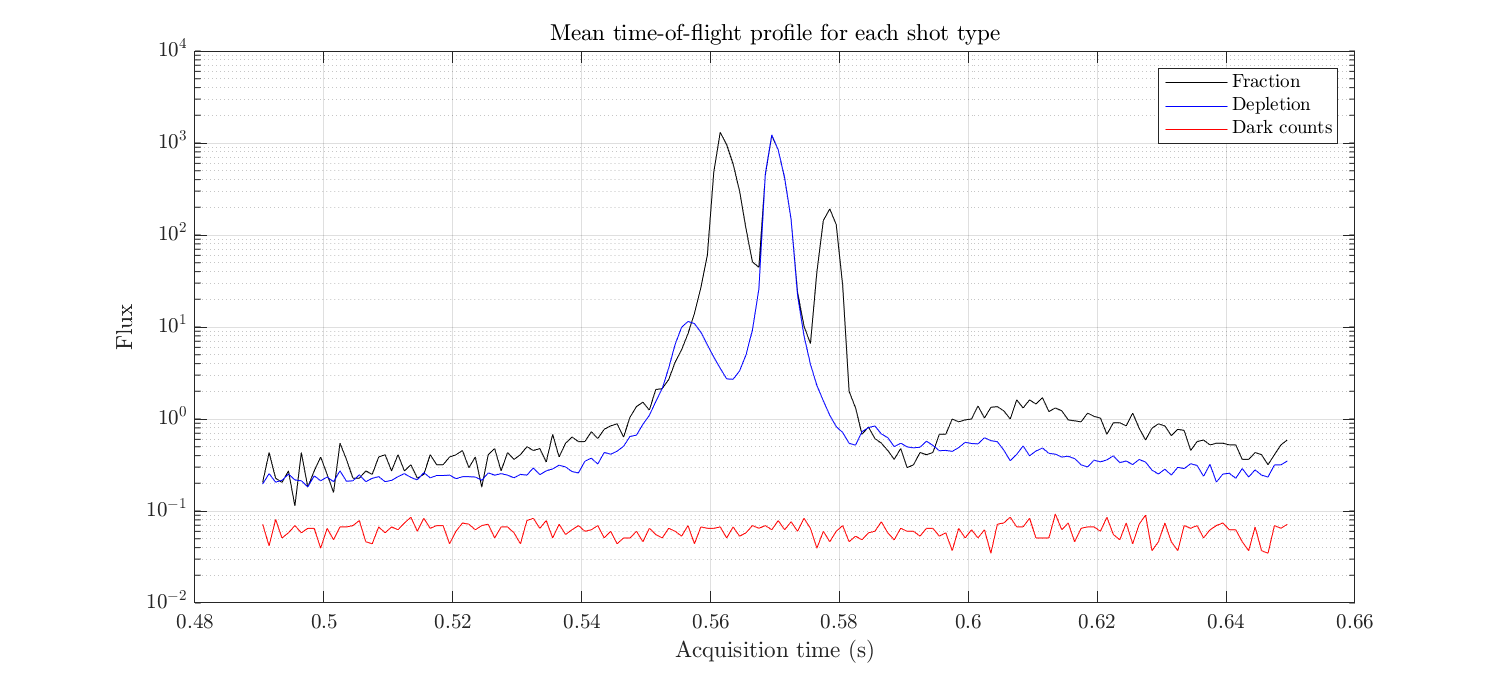 Mean time-of-flight profile for each shot type
10^4
10^3
10^2
10^1
10^0
10^-1
10^-2
Flux
Fraction
Depletion
Dark counts
0.48 0.5 0.52 0.54 0.56 0.58 0.6 0.62 0.64 0.66
Acquisition time (s)